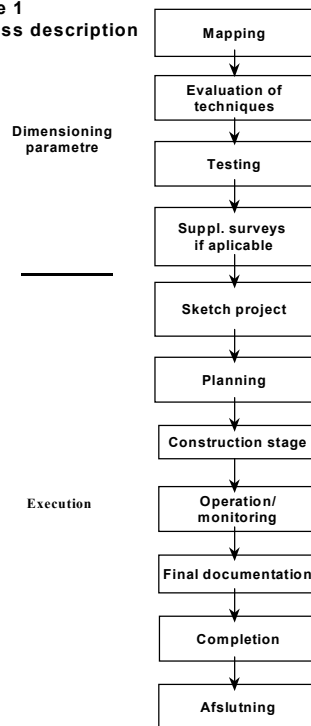 e 1
ss description
Mapping
Evaluation of
techniques
Dimensioning
parametre
Testing
Suppl. surveys
if aplicable
Sketch project
Planning
Construction stage
Execution
Operation/
monitoring
Final documentation
Completion
Afslutning